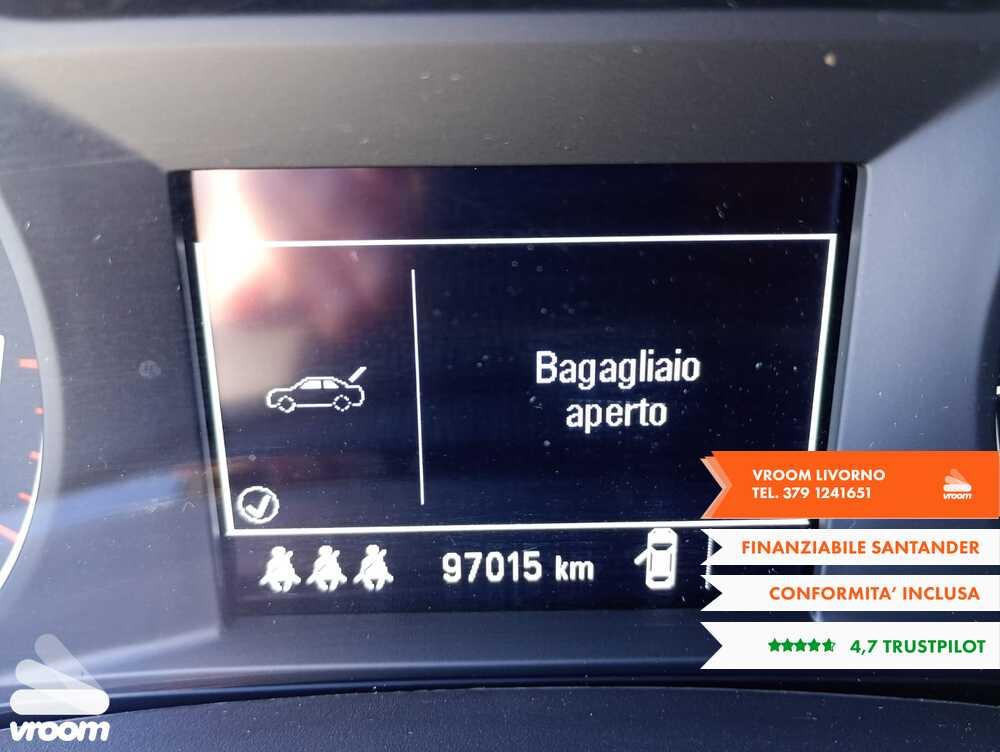 Bagagliaio
aperto
97015 km
VROOM LIVORNO
TEL. 379 1241651
vroom
FINANZIABILE SANTANDER
CONFORMITA’ INCLUSA
4,7 TRUSTPILOT
vroom